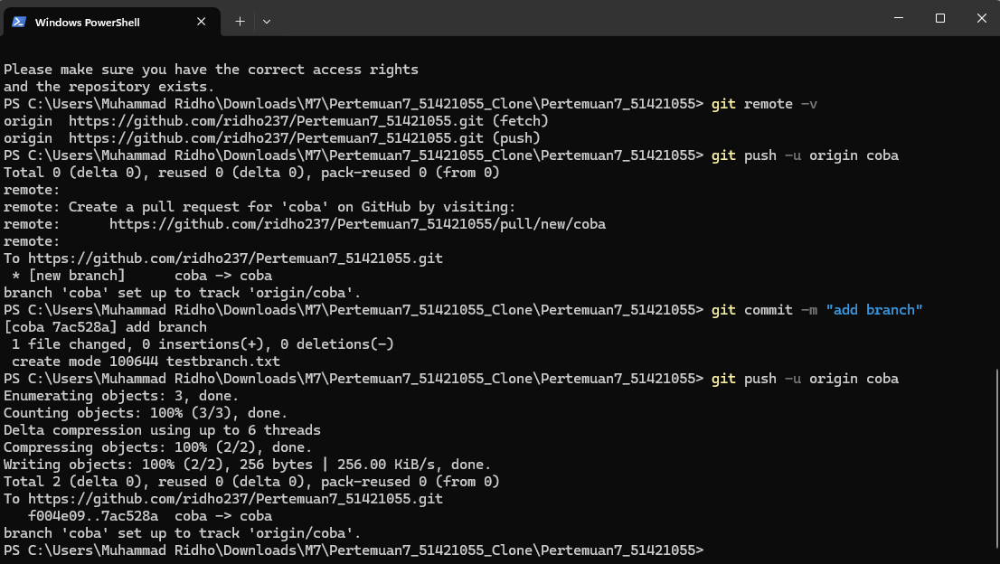 Windows PowerShell
Please make sure you have the correct access rights
and the repository exists.
PS C:\Users\Muhammad Ridho\Downloads\M7\Pertemuan7_51421055_Clone\Pertemuan7_51421055> git remote -v
origin  https://github.com/ridho237/Pertemuan7_51421055.git (fetch)
origin  https://github.com/ridho237/Pertemuan7_51421055.git (push)
PS C:\Users\Muhammad Ridho\Downloads\M7\Pertemuan7_51421055_Clone\Pertemuan7_51421055> git push -u origin coba
Total 0 (delta 0), reused 0 (delta 0), pack-reused 0 (from 0)
remote:
remote: Create a pull request for 'coba' on GitHub by visiting:
remote:      https://github.com/ridho237/Pertemuan7_51421055/pull/new/coba
remote:
To https://github.com/ridho237/Pertemuan7_51421055.git
 * [new branch]      coba -> coba
branch 'coba' set up to track 'origin/coba'.
PS C:\Users\Muhammad Ridho\Downloads\M7\Pertemuan7_51421055_Clone\Pertemuan7_51421055> git commit -m "add branch"
[coba 7ac528a] add branch
 1 file changed, 0 insertions(+), 0 deletions(-)
 create mode 100644 testbranch.txt
PS C:\Users\Muhammad Ridho\Downloads\M7\Pertemuan7_51421055_Clone\Pertemuan7_51421055> git push -u origin coba
Enumerating objects: 3, done.
Counting objects: 100% (3/3), done.
Delta compression using up to 6 threads
Compressing objects: 100% (2/2), done.
Writing objects: 100% (2/2), 256 bytes | 256.00 KiB/s, done.
Total 2 (delta 0), reused 0 (delta 0), pack-reused 0 (from 0)
To https://github.com/ridho237/Pertemuan7_51421055.git
   f004e09..7ac528a  coba -> coba
branch 'coba' set up to track 'origin/coba'.
PS C:\Users\Muhammad Ridho\Downloads\M7\Pertemuan7_51421055_Clone\Pertemuan7_51421055>